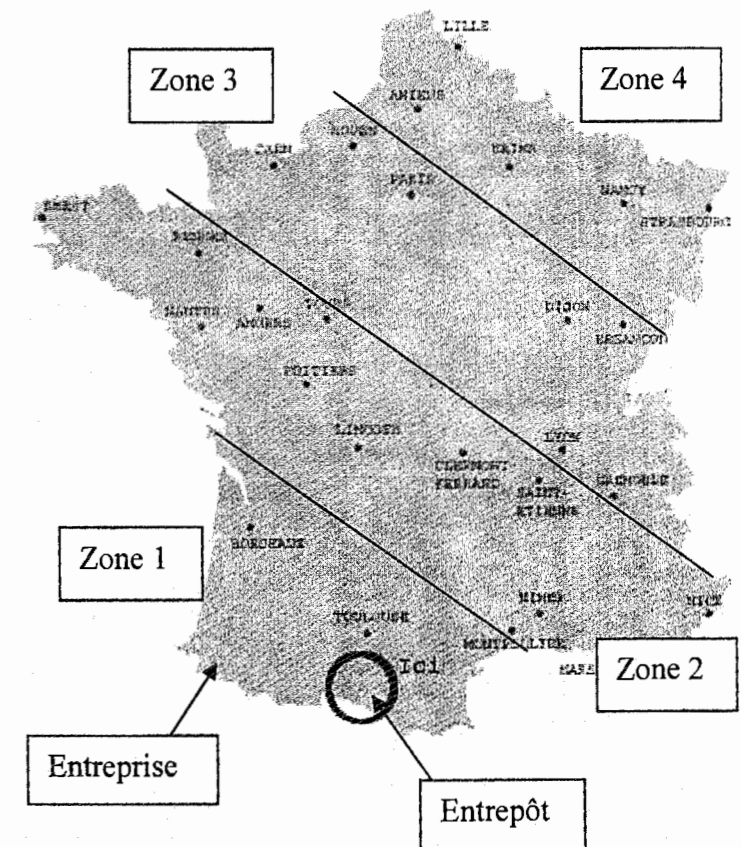 LILLE
Zone 3
Zone 4
AMIENS
ROUEN
CAEN
REIMS
PARIS
NANCY
BREST
STRASBOURG
RENNES
NANTES
ANGERS
TOURS
DIJON
BESANCON
POITIERS
LIMOGES
LYON
CLERMONT
FERRARD
SAINT-
ETIENNE
GRENOBLE
BORDEAUX
Zone 1
NIMES
NICE
TOULOUSE
MONTPELLIER
Ici
MARS
Zone 2
Entreprise
Entrepôt